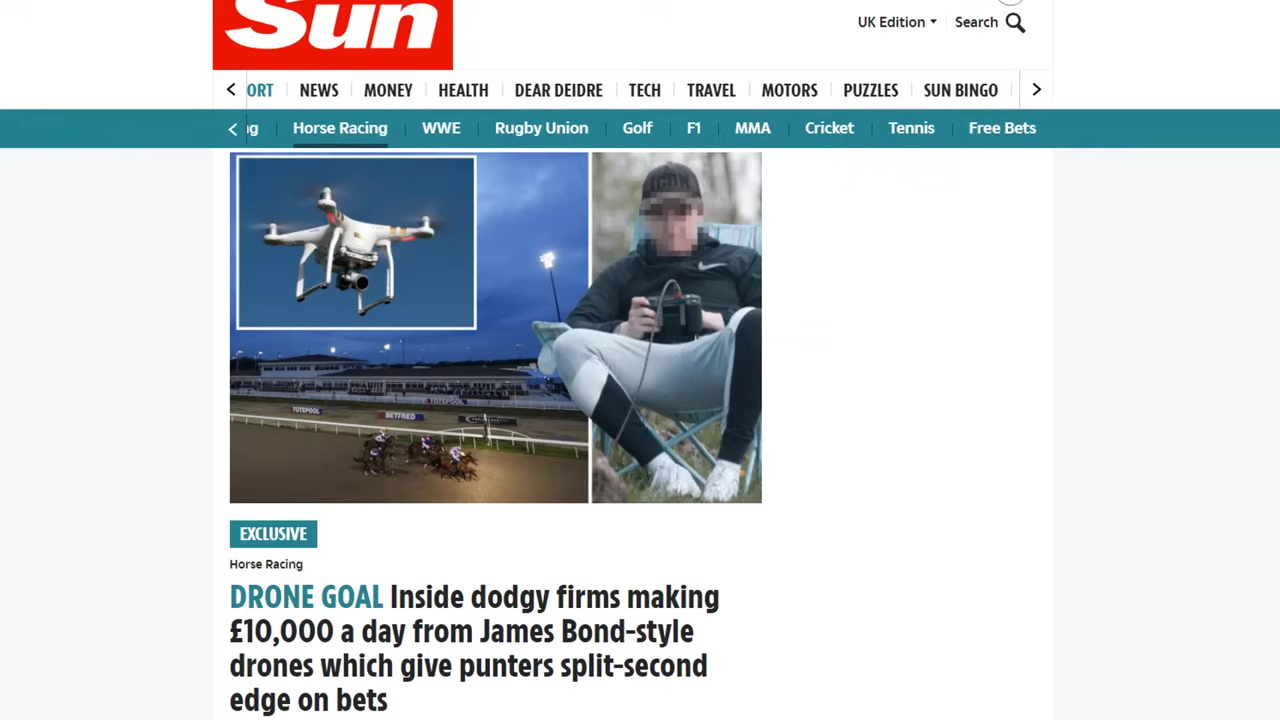 Sun
UK Edition
Search
ORT NEWS MONEY HEALTH DEAR DEIDRE TECH TRAVEL MOTORS PUZZLES SUN BINGO
g Horse Racing WWE Rugby Union Golf F1 MMA Cricket Tennis Free Bets
ICON
TOTEPOOL
TOTEPOOL BETFRED
EXCLUSIVE
Horse Racing
DRONE GOAL Inside dodgy firms making
£10,000 a day from James Bond-style
drones which give punters split-second
edge on bets